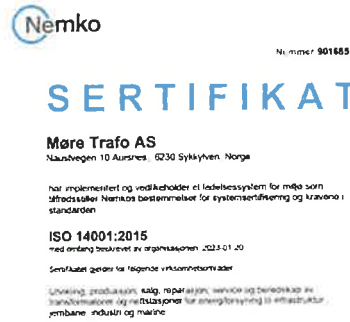 Nemko
Nummer 901685
SERTIFIKAT
Møre Trafo AS
Naustvegen 10 Aursnes, 6230 Sykkylven Norge
har implementert og vedlikeholder et ledelsessystem for miljø som
tilfredsstiller Nemkos bestemmelser for systemsertifisering og kravene i
standarden
ISO 14001:2015
med omfang beskrevet av organisasjonen 2023-01-20
Sertifikatet gjelder for følgende virksomhetsområder
Utvikling, produksjon, salg, reparasjon, service og beredskap av
transformatorer og nettstasjoner for energiforsyning til infrastruktur
jernbane industri og marine